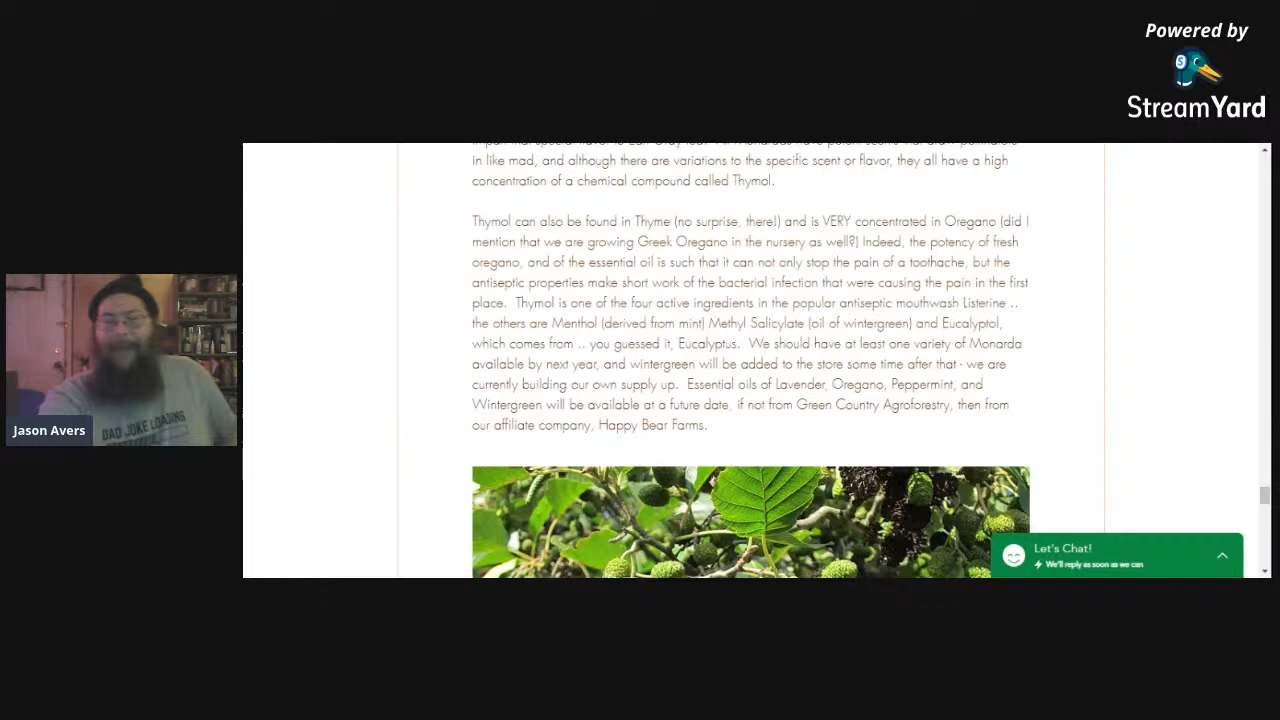 Powered by
StreamYard
in like mad, and although there are variations to the specific scent or flavor, they all have a high
concentration of a chemical compound called Thymol.
Thymol can also be found in Thyme (no surprise, there!) and is VERY concentrated in Oregano (did I
mention that we are growing Greek Oregano in the nursery as well?) Indeed, the potency of fresh
oregano, and of the essential oil is such that it can not only stop the pain of a toothache, but the
antiseptic properties make short work of the bacterial infection that were causing the pain in the first
place. Thymol is one of the four active ingredients in the popular antiseptic mouthwash Listerine ..
the others are Menthol (derived from mint) Methyl Salicylate (oil of wintergreen) and Eucalyptol,
which comes from .. you guessed it, Eucalyptus. We should have at least one variety of Monarda
available by next year, and wintergreen will be added to the store some time after that - we are
currently building our own supply up. Essential oils of Lavender, Oregano, Peppermint, and
Wintergreen will be available at a future date, if not from Green Country Agroforestry, then from
our affiliate company, Happy Bear Farms.
DAD JOKE LOADING
Jason Avers
Let's Chat!
We'll reply as soon as we can